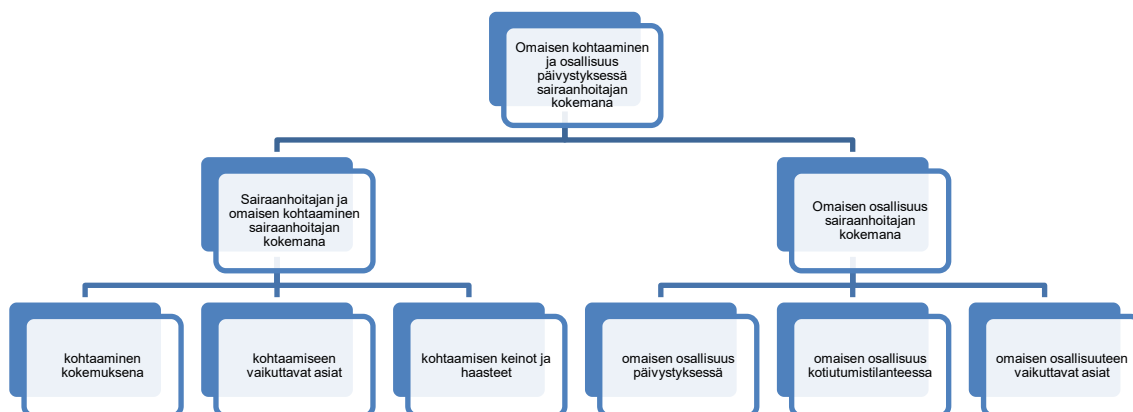 Omaisen kohtaaminen
ja osallisuus
päivystyksessä
sairaanhoitajan
kokemana
Sairaanhoitajan ja
omaisen kohtaaminen
sairaanhoitajan
kokemana
Omaisen osallisuus
sairaanhoitajan
kokemana
kohtaaminen
kokemuksena
kohtaamiseen
vaikuttavat asiat
kohtaamisen keinot ja
haasteet
omaisen osallisuus
päivystyksessä
omaisen osallisuus
kotiutumistilanteessa
omaisen osallisuuteen
vaikuttavat asiat